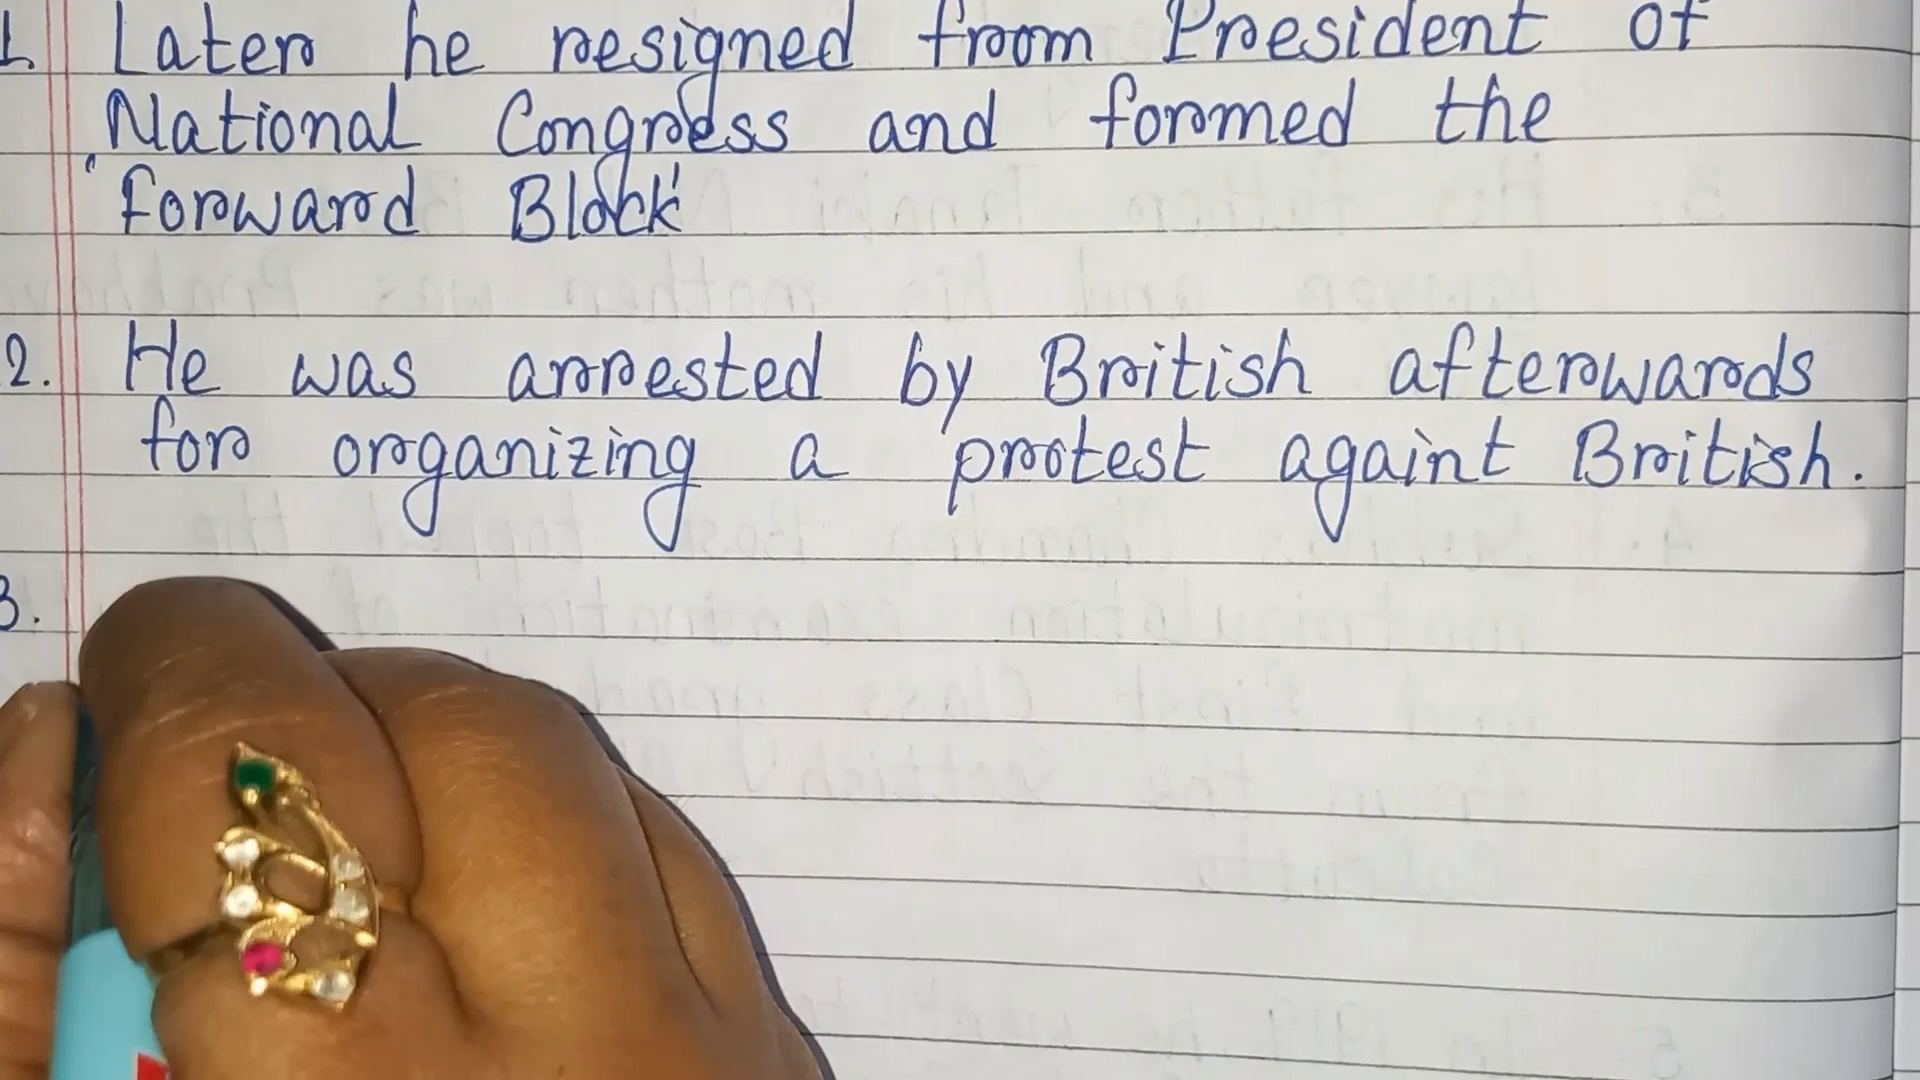 1. Later he resigned from President of
National Congress and formed the
"Forward Block"
2. He was arrested by British afterwards
for organizing a protest againt British.
3.